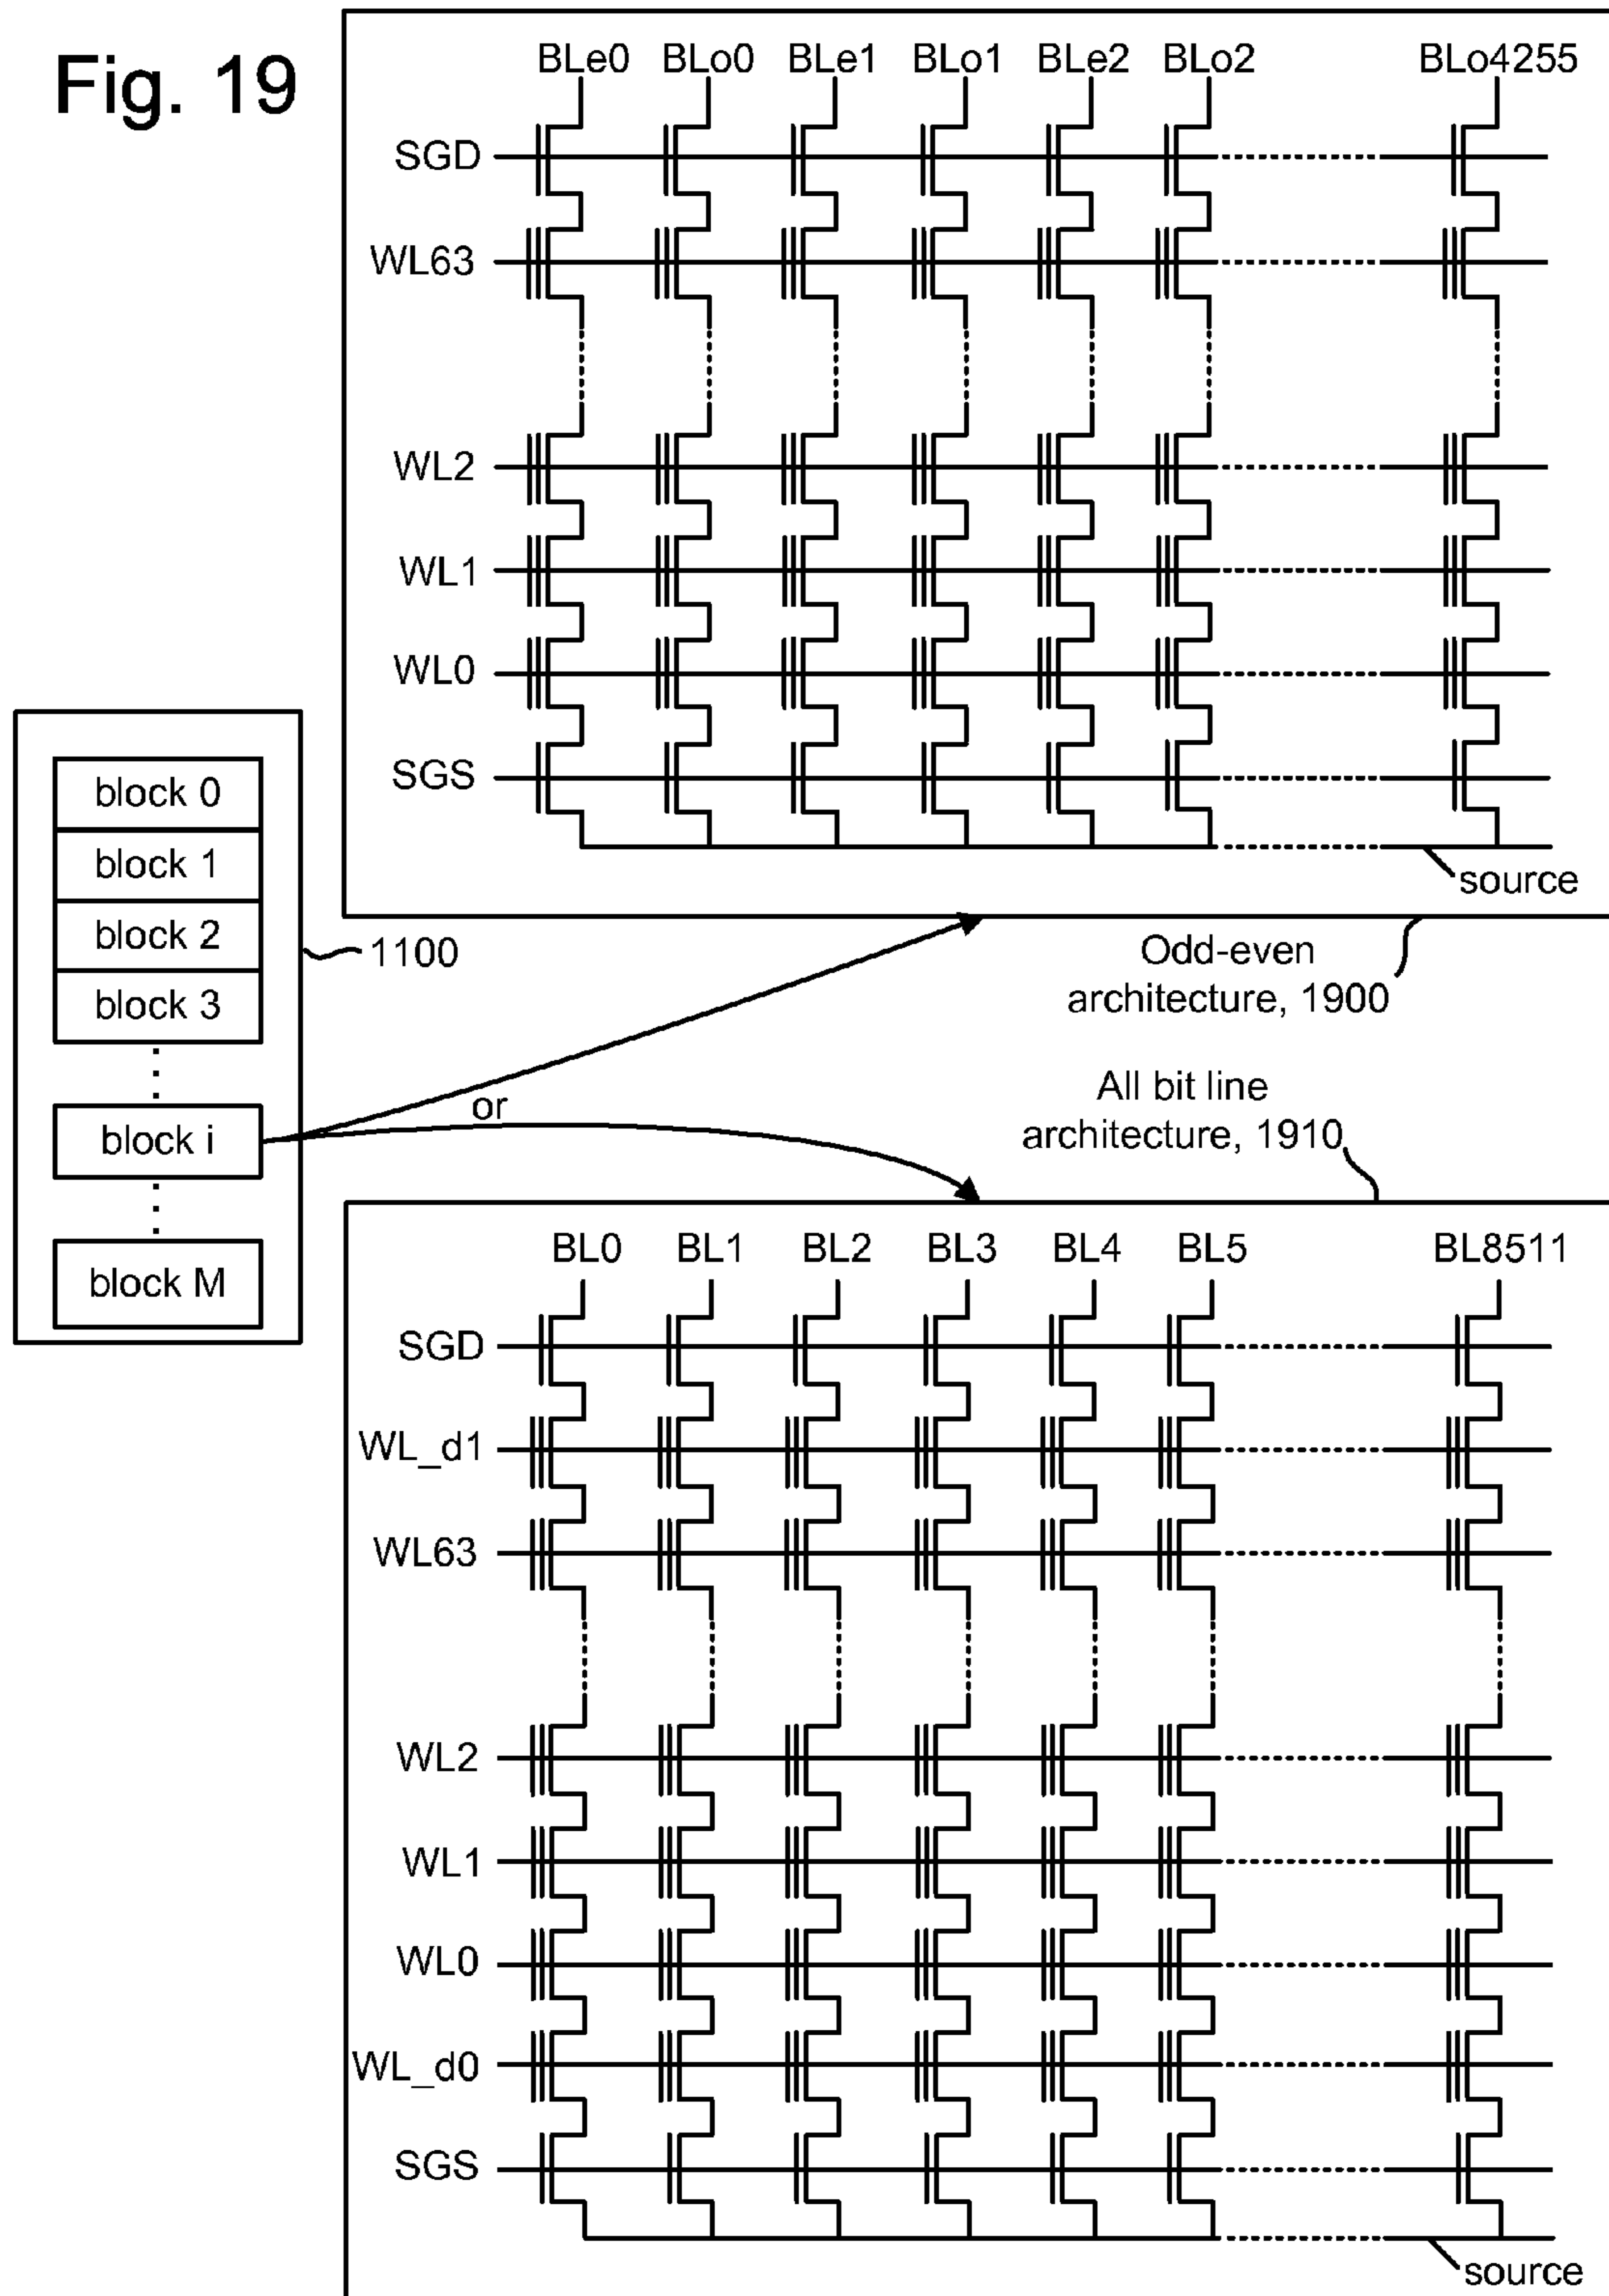 Fig. 19
BLe0 BLo0 BLe1 BLo1 BLe2 BLo2 BLo4255
SGD
WL63
WL2
WL1
WL0
SGS
source
block 0
block 1
block 2
block 3
block i
block M
1100
Odd-even
architecture, 1900
or
All bit line
architecture, 1910
BL0 BL1 BL2 BL3 BL4 BL5 BL8511
SGD
WL_d1
WL63
WL2
WL1
WL0
WL_d0
SGS
source